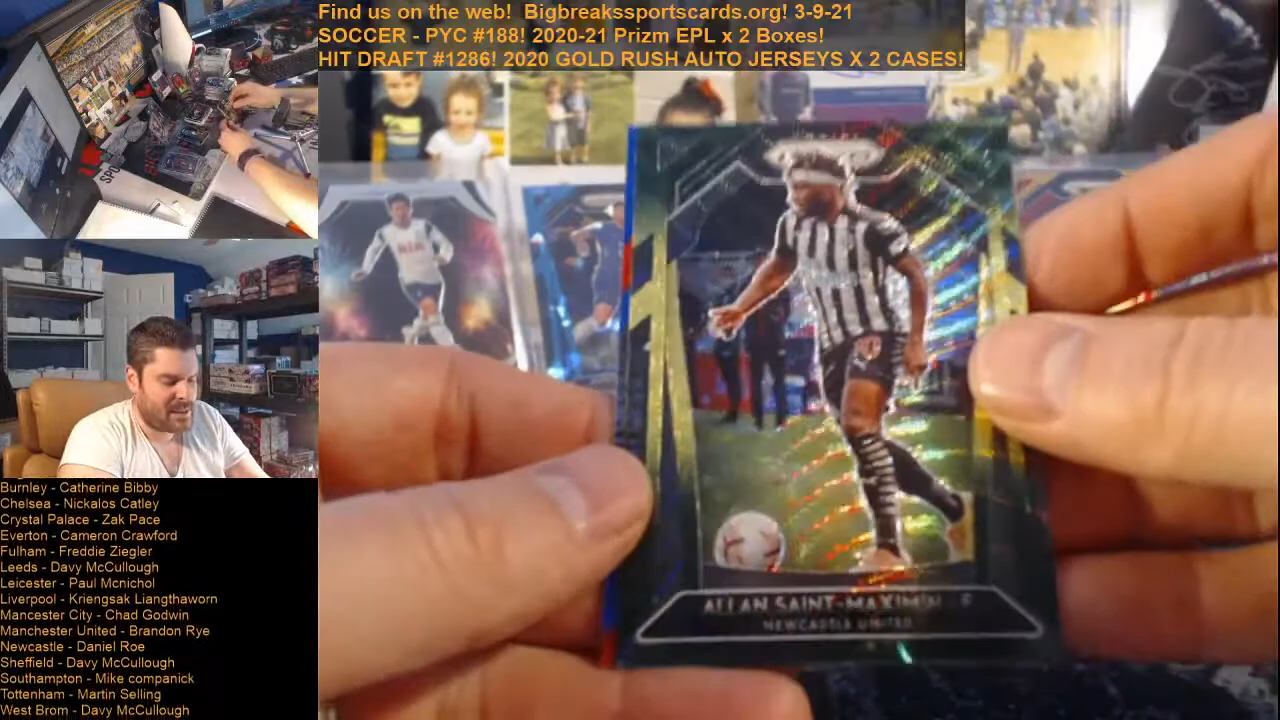 Find us on the web! Bigbreakssportscards.org! 3-9-21
SOCCER - PYC #188! 2020-21 Prizm EPL x 2 Boxes!
HIT DRAFT #1286! 2020 GOLD RUSH AUTO JERSEYS X 2 CASES!
ALLAN SAINT-MAXIMIN - F
NEWCASTLE UNITED
Burnley - Catherine Bibby
Chelsea - Nickalos Catley
Crystal Palace - Zak Pace
Everton - Cameron Crawford
Fulham - Freddie Ziegler
Leeds - Davy McCullough
Leicester - Paul Mcnichol
Liverpool - Kriengsak Liangthaworn
Mancester City - Chad Godwin
Manchester United - Brandon Rye
Newcastle - Daniel Roe
Sheffield - Davy McCullough
Southampton - Mike companick
Tottenham - Martin Selling
West Brom - Davy McCullough